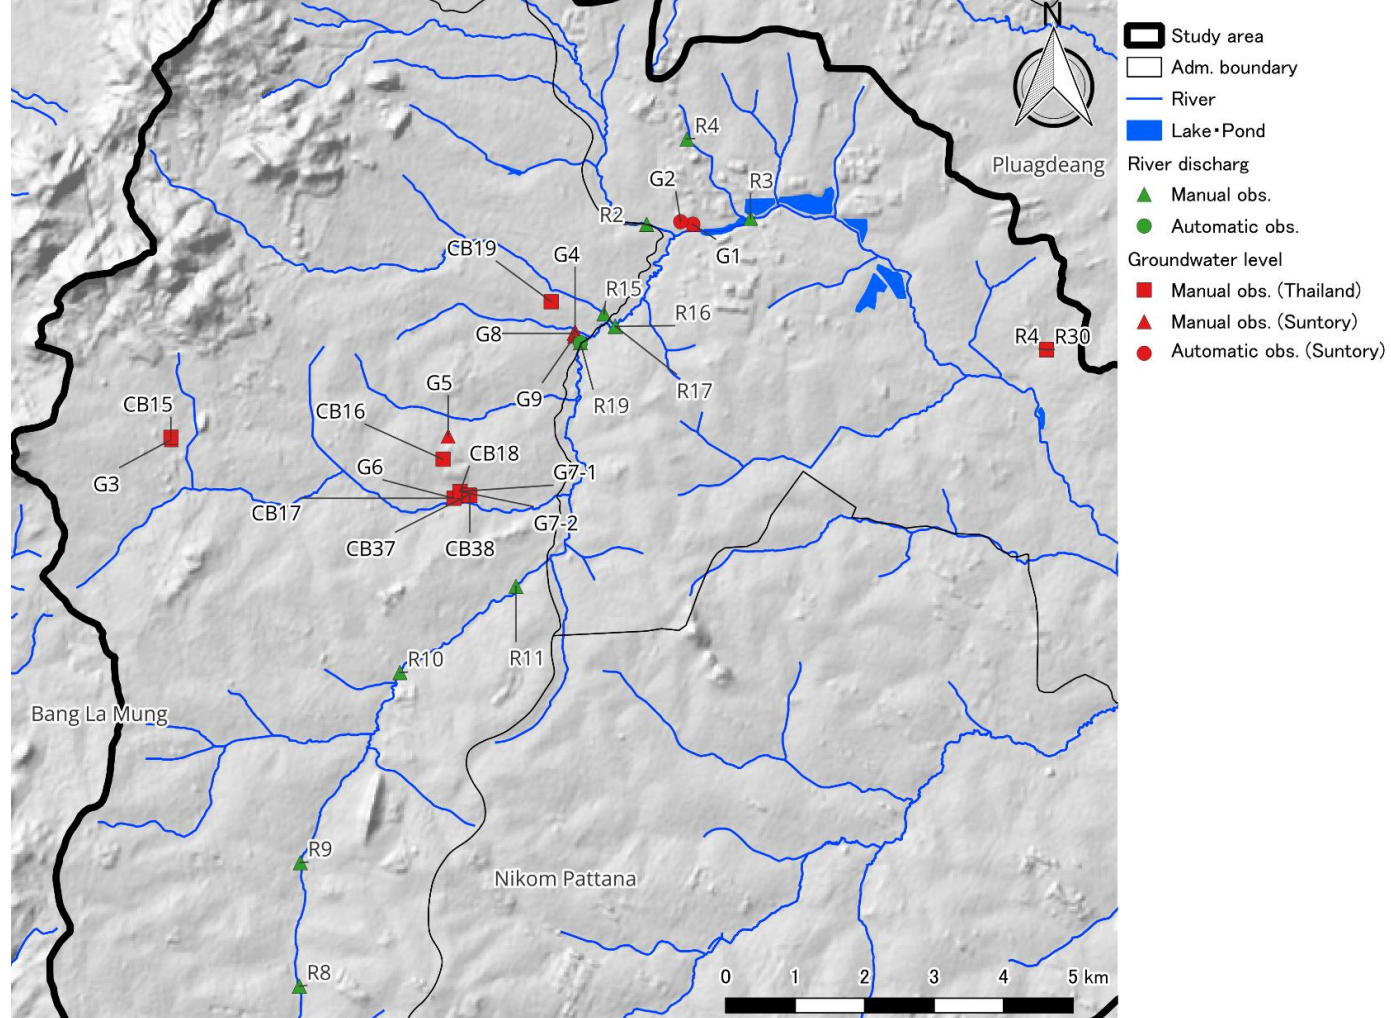 N
Study area
Adm. boundary
River
Lake・Pond
River discharg
Manual obs.
Automatic obs.
Groundwater level
Manual obs. (Thailand)
Manual obs. (Suntory)
Automatic obs. (Suntory)
R4
Pluagdeang
G2
R3
R2
G1
CB19
G4
R15
R16
G8
R4
R30
G5
G9
R19
R17
CB15
CB16
CB18
G6
G7-1
G3
CB17
G7-2
CB37
CB38
R10
R11
Bang La Mung
R9
Nikom Pattana
R8
0 1 2 3 4 5 km